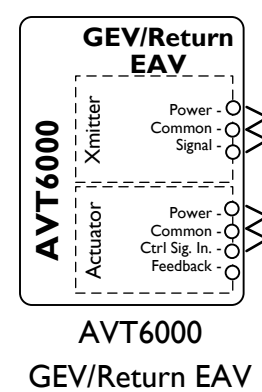 GEV/Return
EAV
AVT6000
Xmitter
Power -
Common -
Signal -
Actuator
Power -
Common -
Ctrl Sig. In. -
Feedback -
AVT6000
GEV/Return EAV